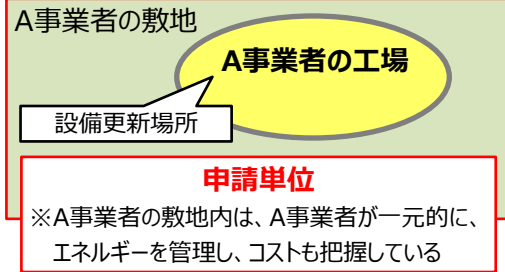 A事業者の敷地
A事業者の工場
設備更新場所
申請単位
※A事業者の敷地内は、A事業者が一元的に、
エネルギーを管理し、コストも把握している